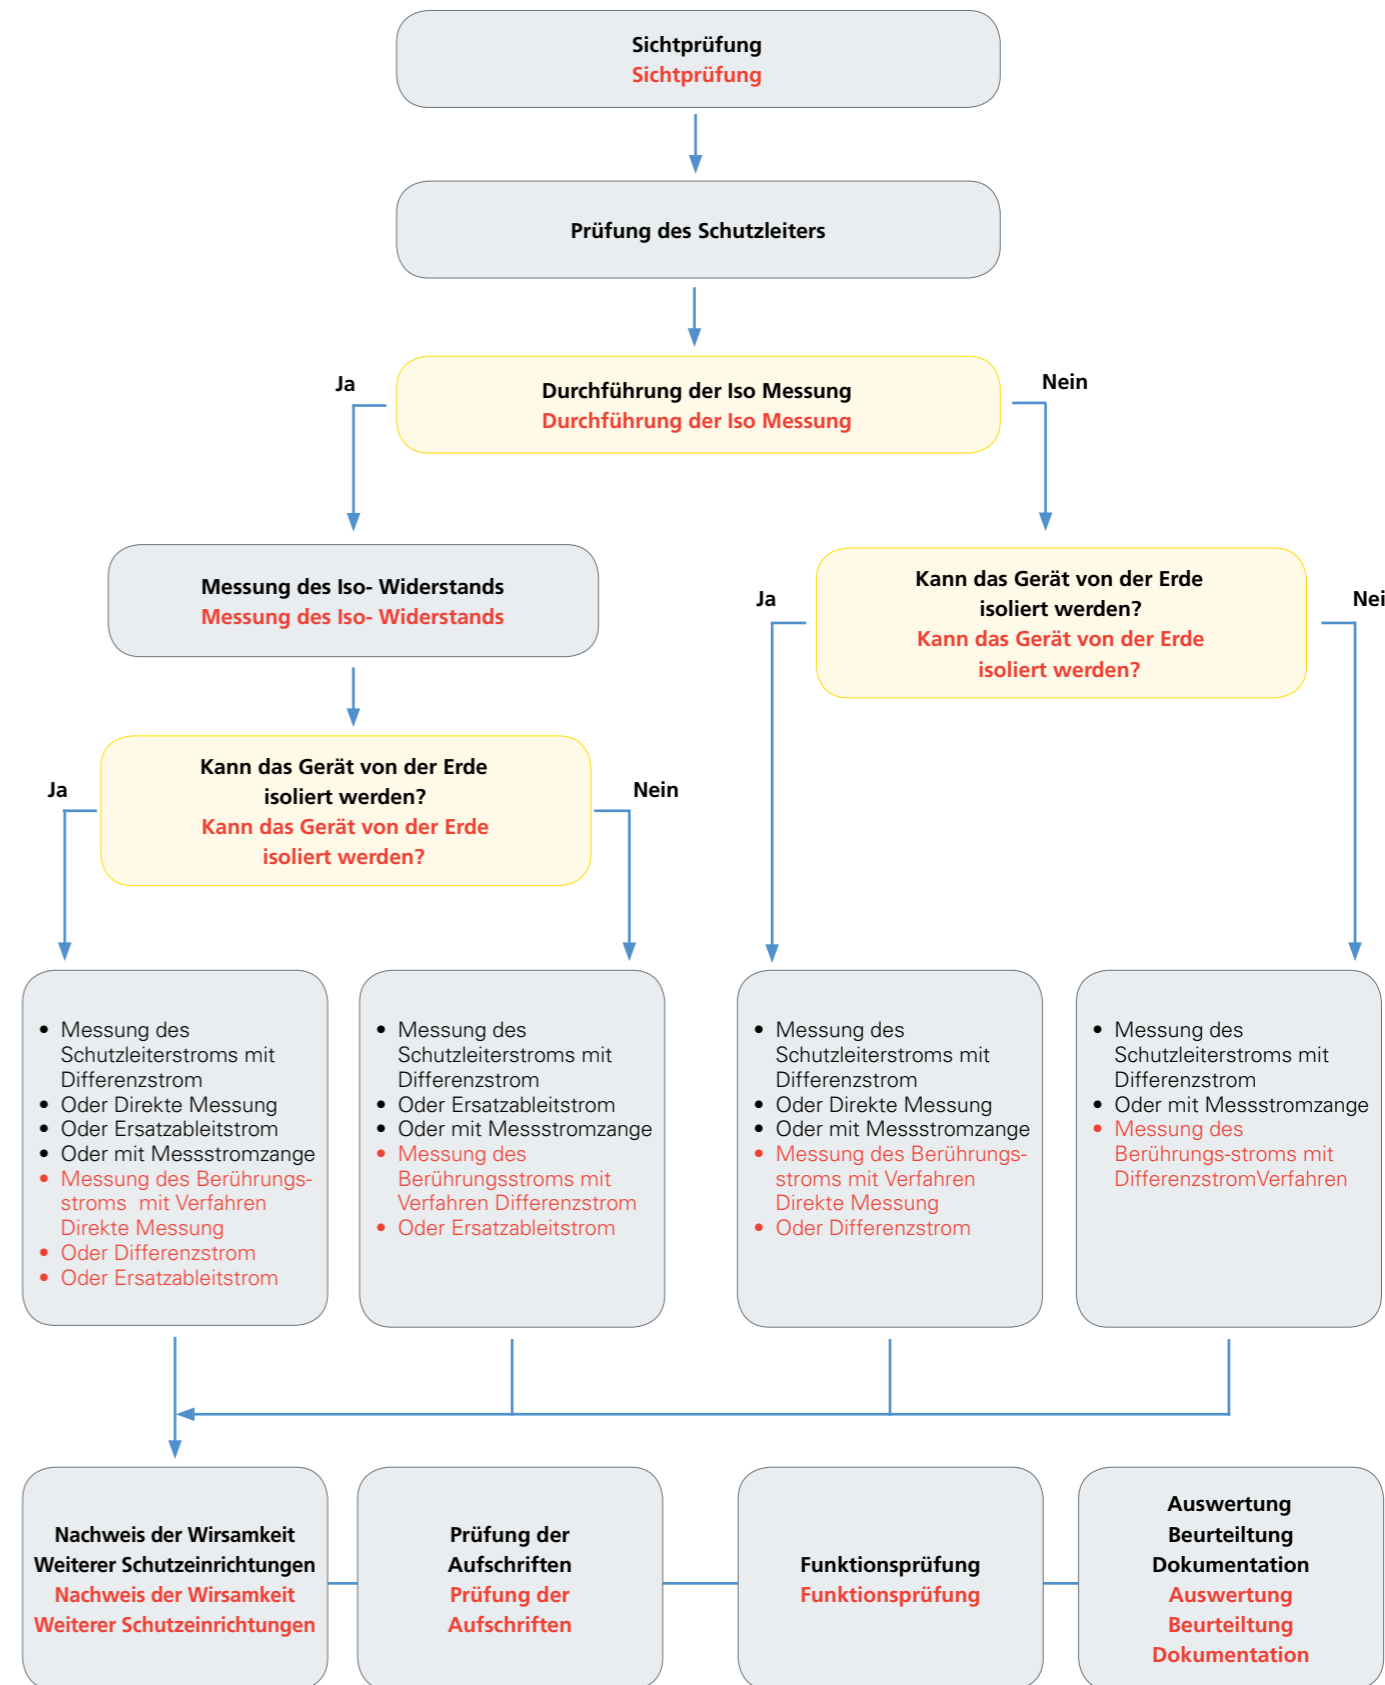 Sichtprüfung
Sichtprüfung
Prüfung des Schutzleiters
Ja
Durchführung der Iso Messung
Durchführung der Iso Messung
Nein
Messung des Iso- Widerstands
Messung des Iso- Widerstands
Ja
Kann das Gerät von der Erde
isoliert werden?
Kann das Gerät von der Erde
isoliert werden?
Nei
Ja
Kann das Gerät von der Erde
isoliert werden?
Kann das Gerät von der Erde
isoliert werden?
Nein
• Messung des
Schutzleiterstroms mit
Differenzstrom
• Oder Direkte Messung
• Oder Ersatzableitstrom
• Oder mit Messstromzange
• Messung des Berührungs-
stroms mit Verfahren
Direkte Messung
• Oder Differenzstrom
• Oder Ersatzableitstrom
• Messung des
Schutzleiterstroms mit
Differenzstrom
• Oder Ersatzableitstrom
• Oder mit Messstromzange
• Messung des
Berührungsstroms mit
Verfahren Differenzstrom
• Oder Ersatzableitstrom
• Messung des
Schutzleiterstroms mit
Differenzstrom
• Oder Direkte Messung
• Oder mit Messstromzange
• Messung des Berührungs-
stroms mit Verfahren
Direkte Messung
• Oder Differenzstrom
• Messung des
Schutzleiterstroms mit
Differenzstrom
• Oder mit Messstromzange
• Messung des
Berührungs-stroms mit
DifferenzstromVerfahren
Nachweis der Wirsamkeit
Weiterer Schutzeinrichtungen
Nachweis der Wirsamkeit
Weiterer Schutzeinrichtungen
Prüfung der
Aufschriften
Prüfung der
Aufschriften
Funktionsprüfung
Funktionsprüfung
Auswertung
Beurteiltung
Dokumentation
Auswertung
Beurteiltung
Dokumentation